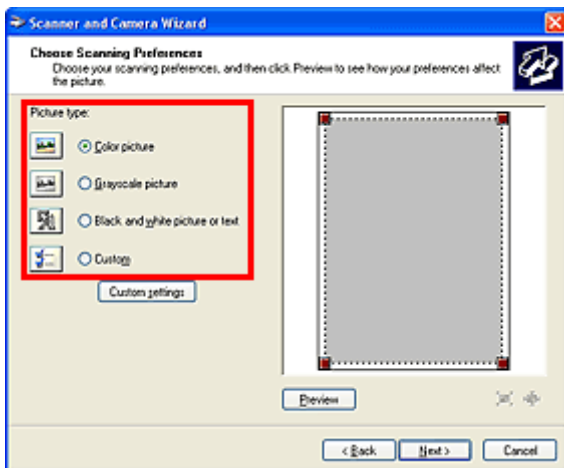 Scanner and Camera Wizard
Choose Scanning Preferences
Choose your scanning preferences, and then click Preview to see how your preferences affect
the picture.
Picture type:
Color picture
Grayscale picture
Black and white picture or text
Custom
Custom settings
Preview
< Back
Next >
Cancel